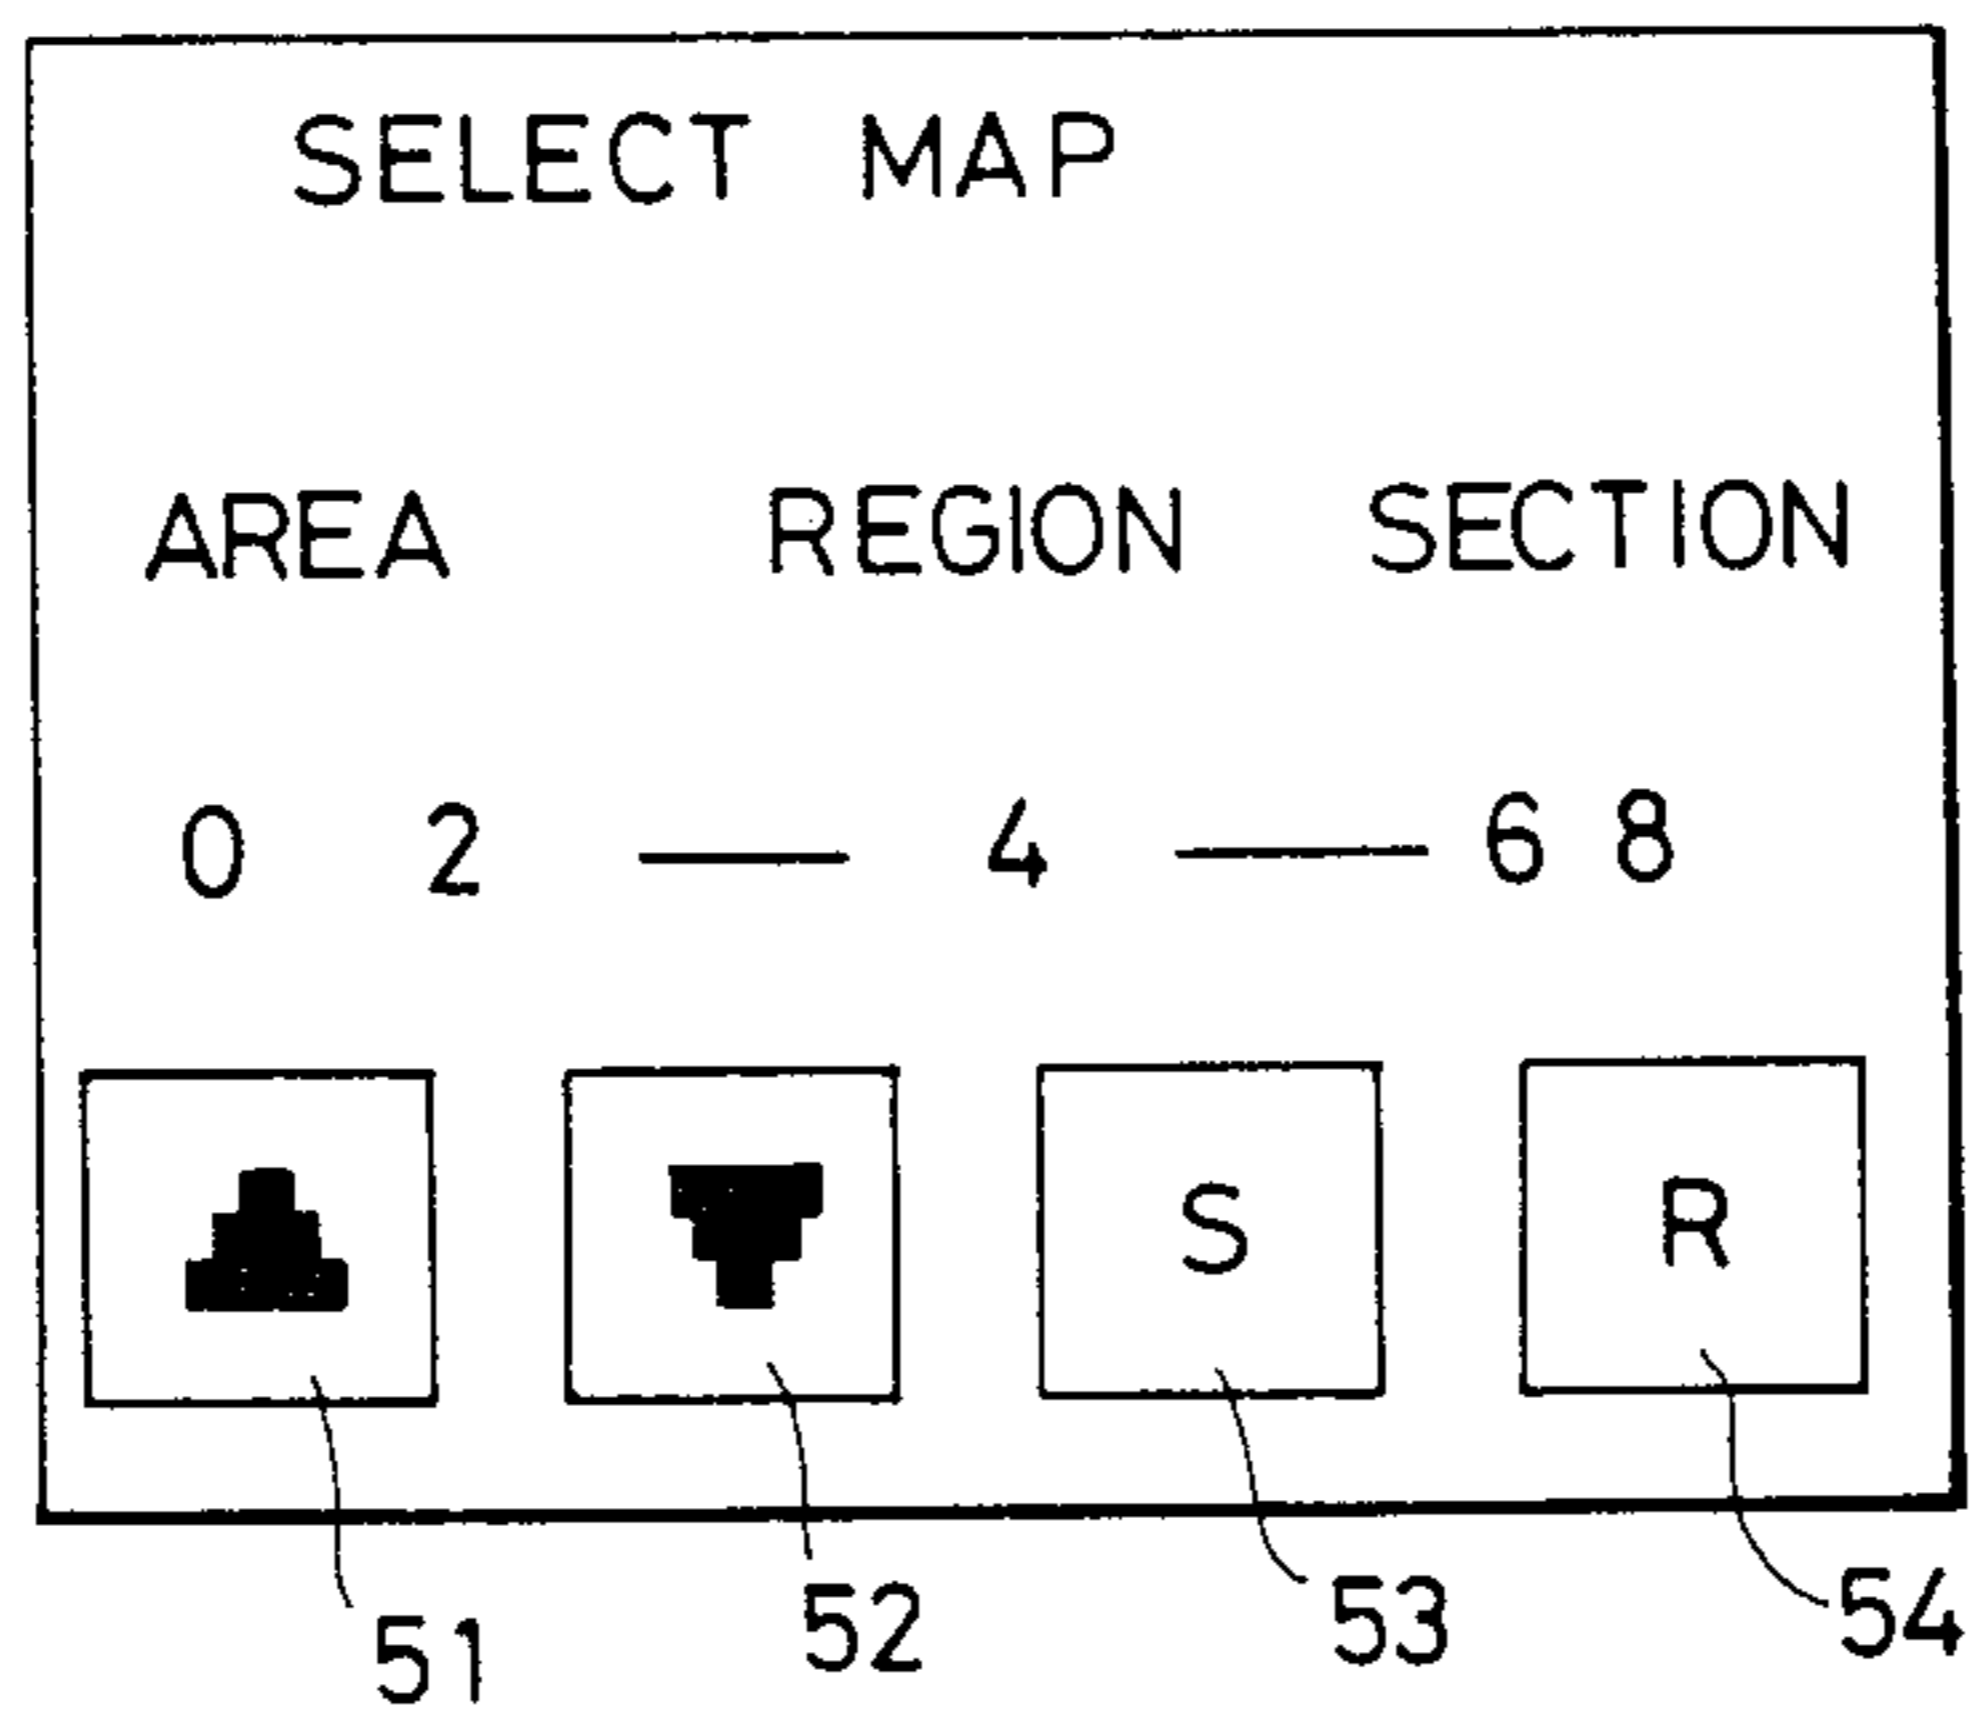 SELECT MAP
AREA REGION SECTION
0 2 — 4 — 6 8
S R
51 52 53 54